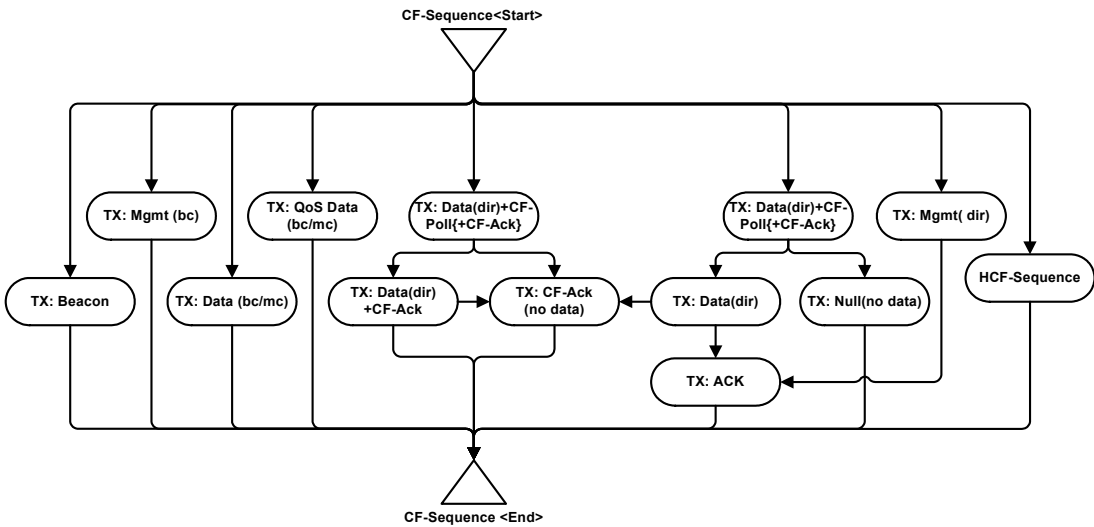 CF-Sequence<Start>
TX: Mgmt (bc)
TX: QoS Data
(bc/mc)
TX: Data(dir)+CF-
Poll{+CF-Ack}
TX: Data(dir)+CF-
Poll{+CF-Ack}
TX: Mgmt( dir)
TX: Beacon
TX: Data (bc/mc)
TX: Data(dir)
+CF-Ack
TX: CF-Ack
(no data)
TX: Data(dir)
TX: Null(no data)
HCF-Sequence
TX: ACK
CF-Sequence <End>